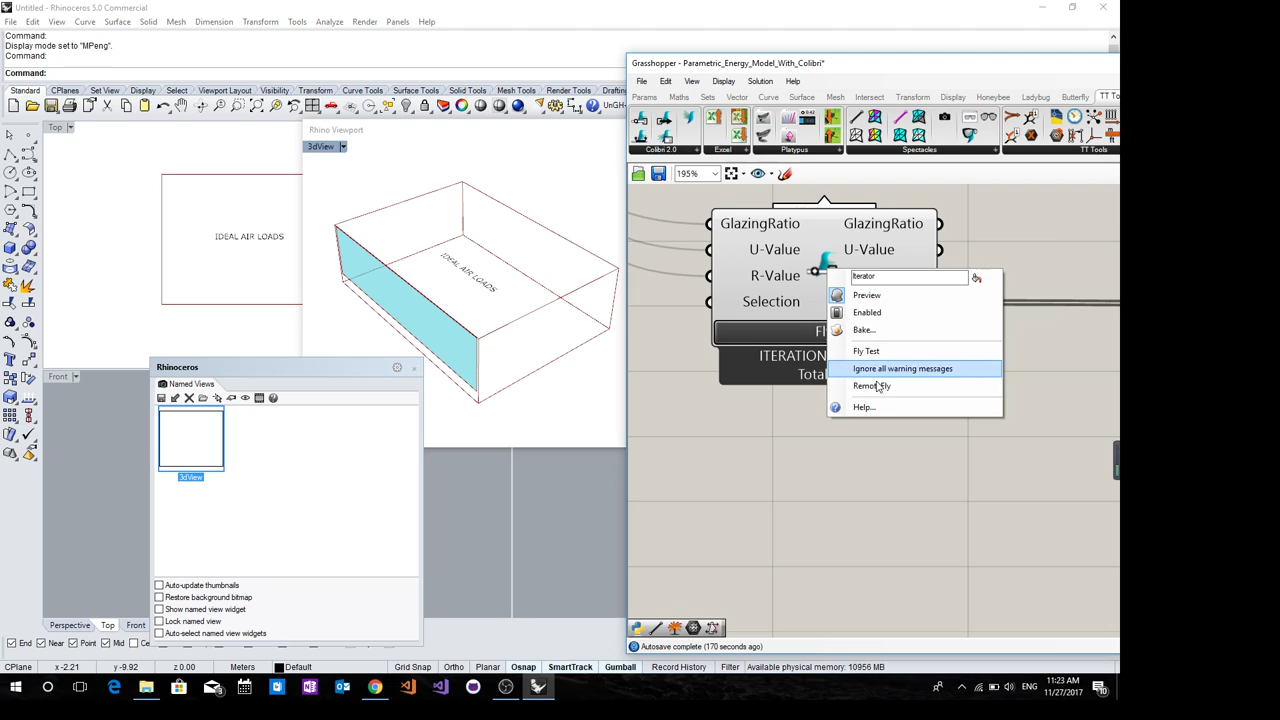 Untitled - Rhinoceros 5.0 Commercial
File Edit View Curve Surface Solid Mesh Dimension Transform Tools Analyze Render Panels Help
Command:
Display mode set to "MPeng".
Command:
Command:
Standard CPlanes Set View Display Select Viewport Layout Visibility Transform Curve Tools Surface Tools Solid Tools Mesh Tools Render Tools Drafting
UnGH
Top
IDEAL AIR LOADS
Rhino Viewport
3dView
IDEAL AIR LOADS
Front
Rhinoceros
Named Views
3dView
Auto-update thumbnails
Restore background bitmap
Show named view widget
Lock named view
Auto-select named view widgets
Perspective Top Front
End Near Point Mid
CPlane x -2.21 y -9.92 z 0.00 Meters Default Grid Snap Ortho Planar Osnap SmartTrack Gumball Record History Filter Available physical memory: 10956 MB
Grasshopper - Parametric_Energy_Model_With_Colibri*
File Edit View Display Solution Help
Params Maths Sets Vector Curve Surface Mesh Intersect Transform Display Honeybee Ladybug Butterfly TT Too
Colibri 2.0 Excel Platypus Spectacles TT Tools
195%
GlazingRatio GlazingRatio
U-Value U-Value
R-Value
Selection
Fl
ITERATION
Total
Iterator
Preview
Enabled
Bake...
Fly Test
Ignore all warning messages
Remote Fly
Help...
Autosave complete (170 seconds ago)
ENG
11:23 AM
11/27/2017